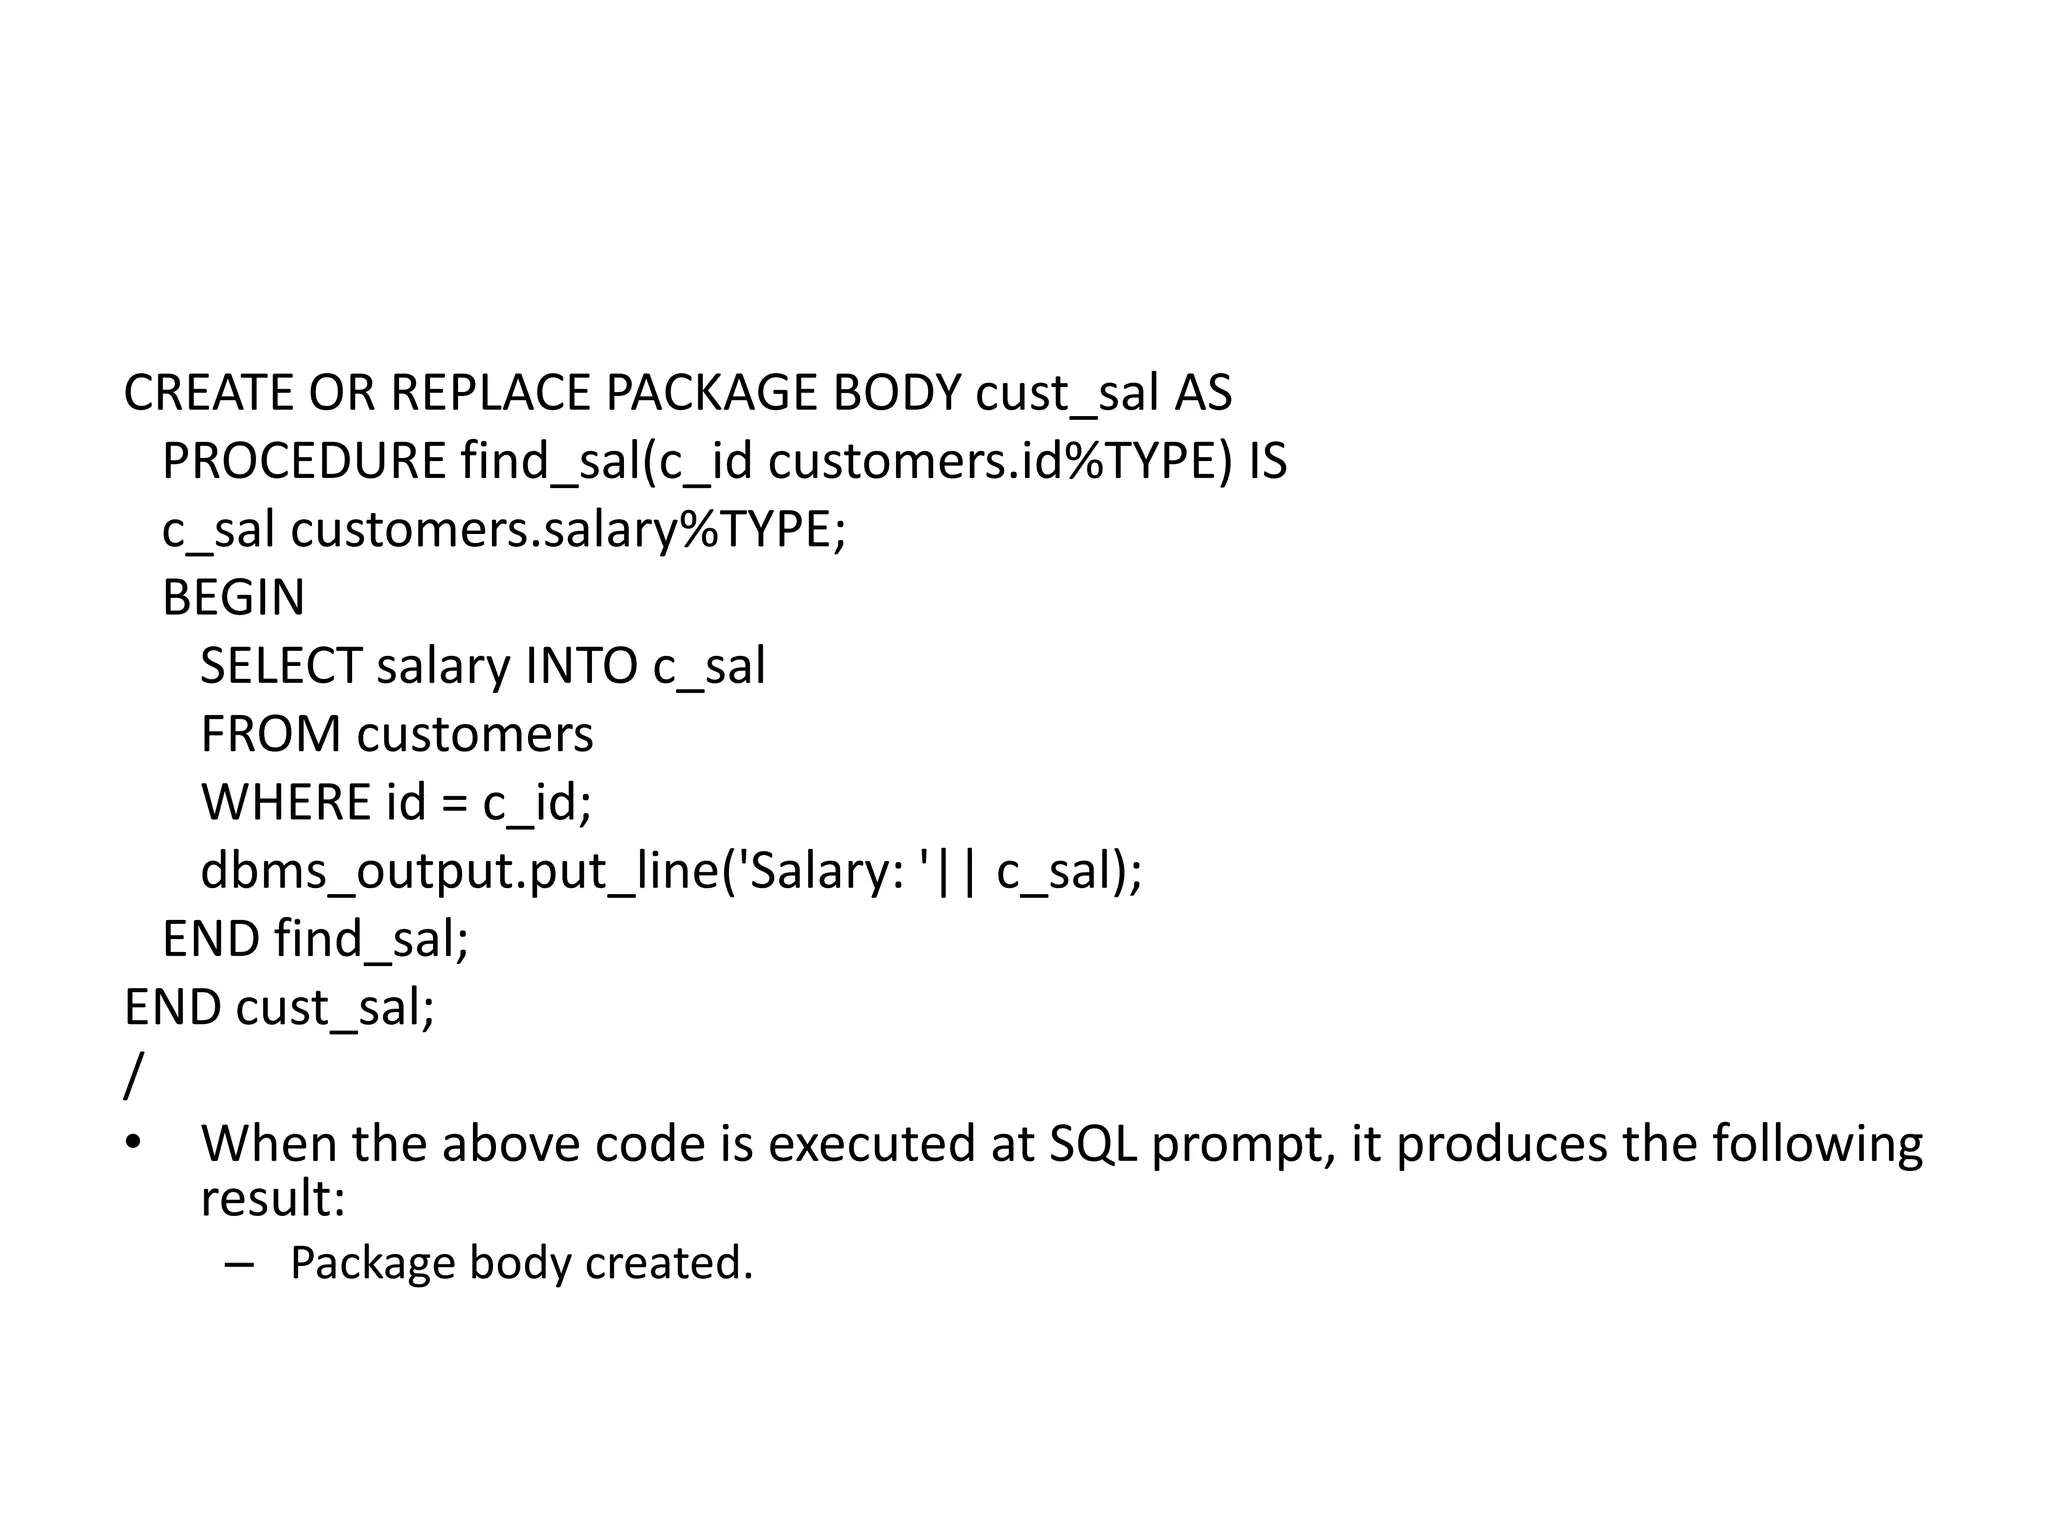 CREATE OR REPLACE PACKAGE BODY cust_sal AS
PROCEDURE find_sal(c_id customers.id%TYPE) IS
c_sal customers.salary%TYPE;
BEGIN
SELECT salary INTO c_sal
FROM customers
WHERE id = c_id;
dbms_output.put_line('Salary: '|| c_sal);
END find_sal;
END cust_sal;
/
• When the above code is executed at SQL prompt, it produces the following
result:
– Package body created.